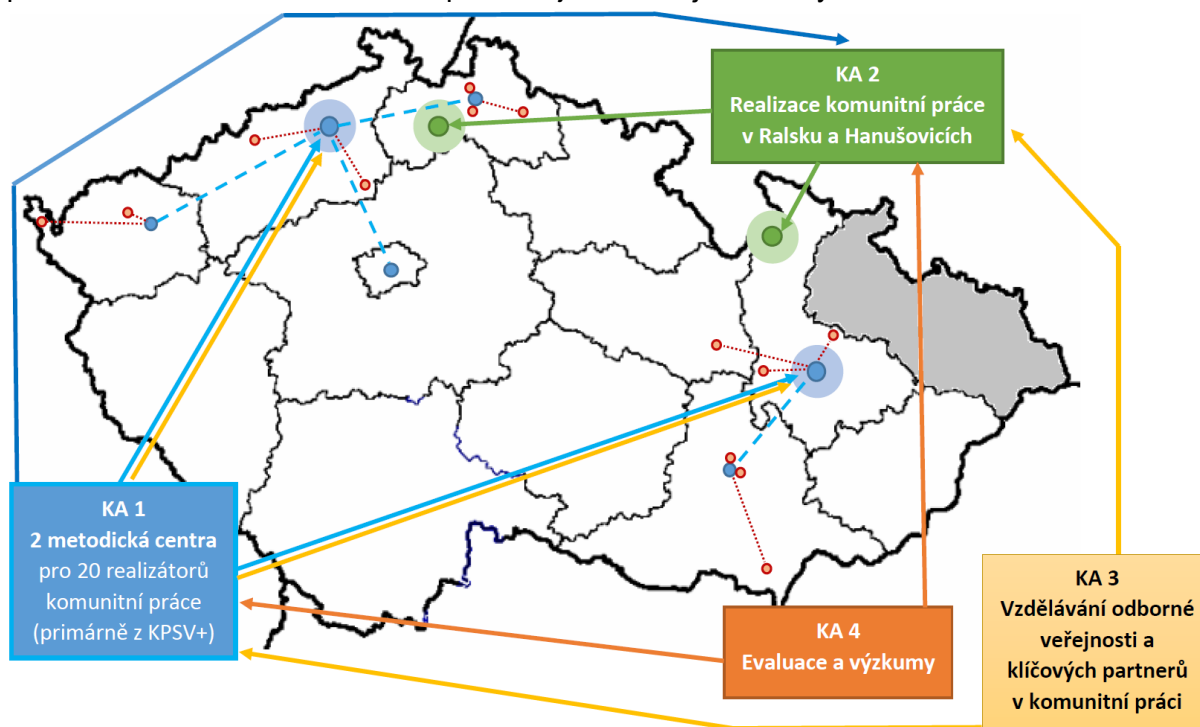 KA 2
Realizace komunitní práce
v Ralsku a Hanušovicích
KA 1
2 metodická centra
pro 20 realizátorů
komunitní práce
(primárně z KPSV+)
KA 4
Evaluace a výzkumy
KA 3
Vzdělávání odborné
veřejnosti a
klíčových partnerů
v komunitní práci